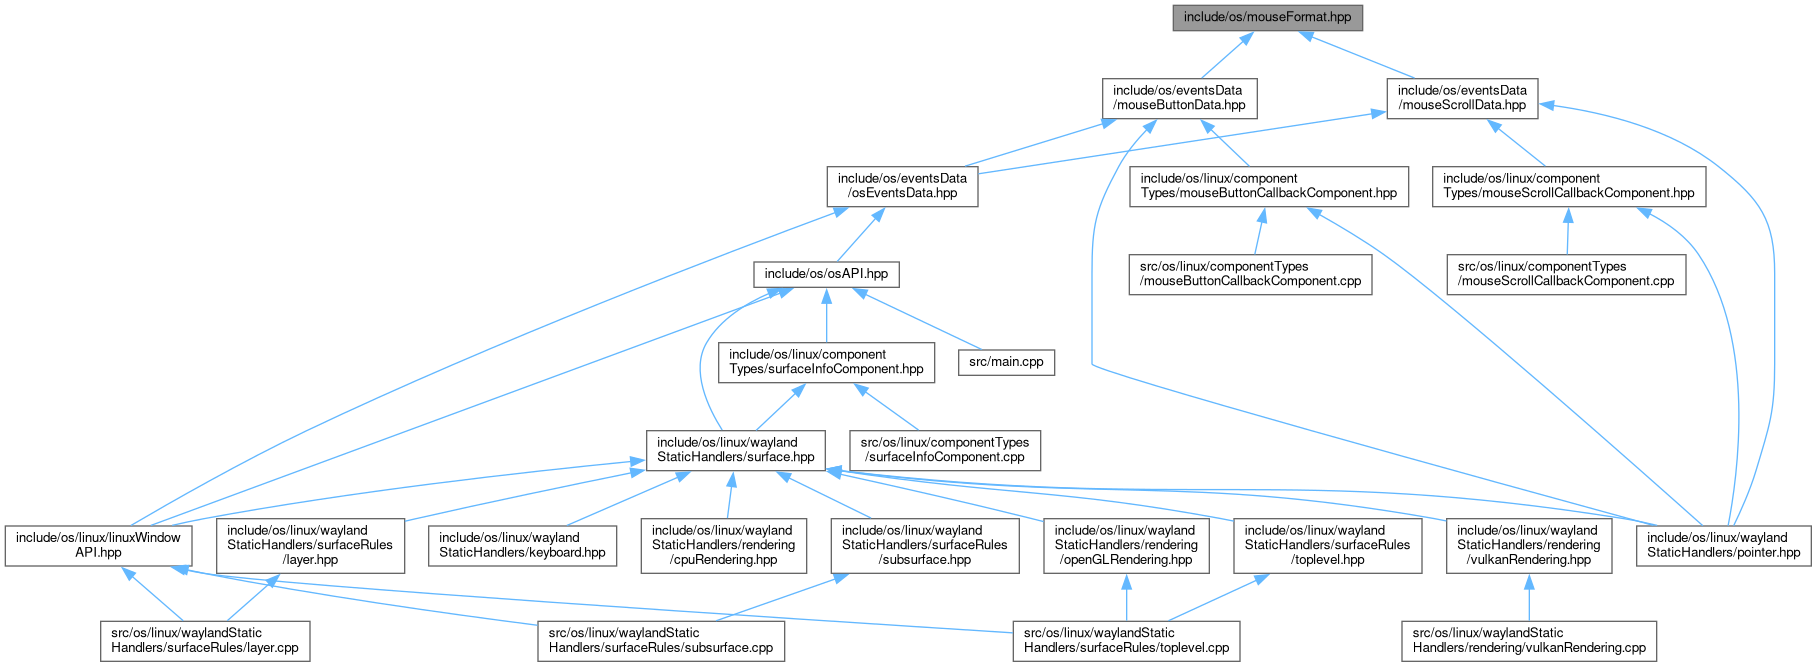 include/os/mouseFormat.hpp
include/os/eventsData
/mouseButtonData.hpp
include/os/eventsData
/mouseScrollData.hpp
include/os/eventsData
/osEventsData.hpp
include/os/linux/component
Types/mouseButtonCallbackComponent.hpp
include/os/linux/component
Types/mouseScrollCallbackComponent.hpp
include/os/osAPI.hpp
src/os/linux/componentTypes
/mouseButtonCallbackComponent.cpp
src/os/linux/componentTypes
/mouseScrollCallbackComponent.cpp
include/os/linux/component
Types/surfaceInfoComponent.hpp
src/main.cpp
include/os/linux/wayland
StaticHandlers/surface.hpp
src/os/linux/componentTypes
/surfaceInfoComponent.cpp
include/os/linux/linuxWindow
API.hpp
include/os/linux/wayland
StaticHandlers/surfaceRules
/layer.hpp
include/os/linux/wayland
StaticHandlers/keyboard.hpp
include/os/linux/wayland
StaticHandlers/rendering
/cpuRendering.hpp
include/os/linux/wayland
StaticHandlers/surfaceRules
/subsurface.hpp
include/os/linux/wayland
StaticHandlers/rendering
/openGLRendering.hpp
include/os/linux/wayland
StaticHandlers/surfaceRules
/toplevel.hpp
include/os/linux/wayland
StaticHandlers/rendering
/vulkanRendering.hpp
include/os/linux/wayland
StaticHandlers/pointer.hpp
src/os/linux/waylandStatic
Handlers/surfaceRules/layer.cpp
src/os/linux/waylandStatic
Handlers/surfaceRules/subsurface.cpp
src/os/linux/waylandStatic
Handlers/surfaceRules/toplevel.cpp
src/os/linux/waylandStatic
Handlers/rendering/vulkanRendering.cpp